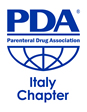 PDA®
Parenteral Drug Association
Italy
Chapter